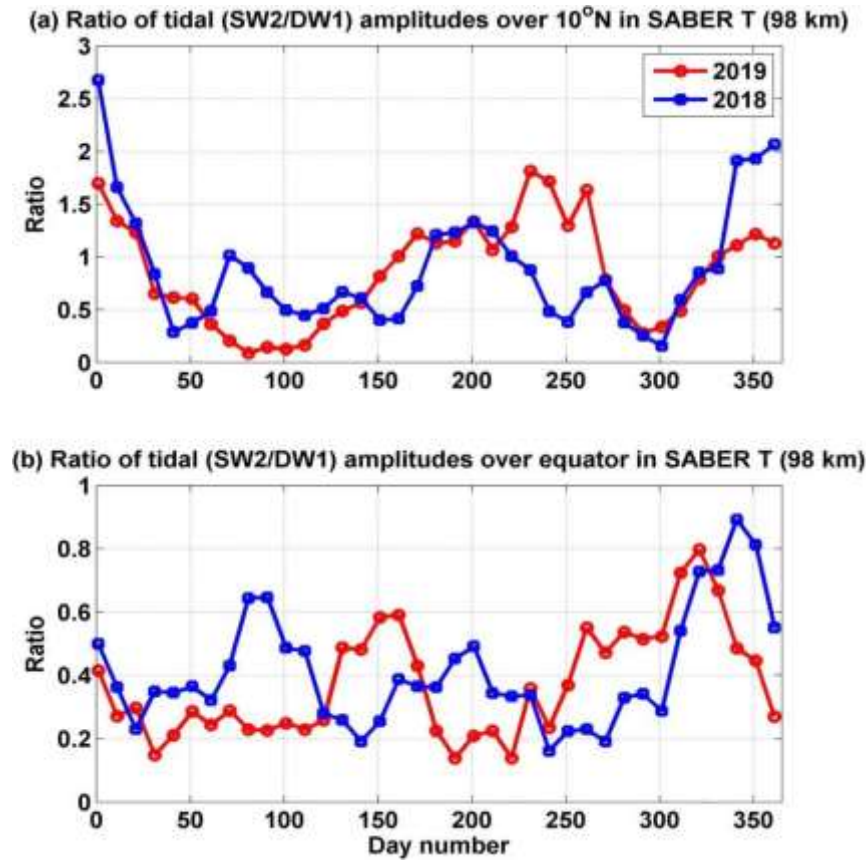 (a) Ratio of tidal (SW2/DW1) amplitudes over 10°N in SABER T (98 km)
3
2.5
2
1.5
1
0.5
0
Ratio
2019
2018
0 50 100 150 200 250 300 350
(b) Ratio of tidal (SW2/DW1) amplitudes over equator in SABER T (98 km)
1
0.8
0.6
0.4
0.2
0
Ratio
0 50 100 150 200 250 300 350
Day number